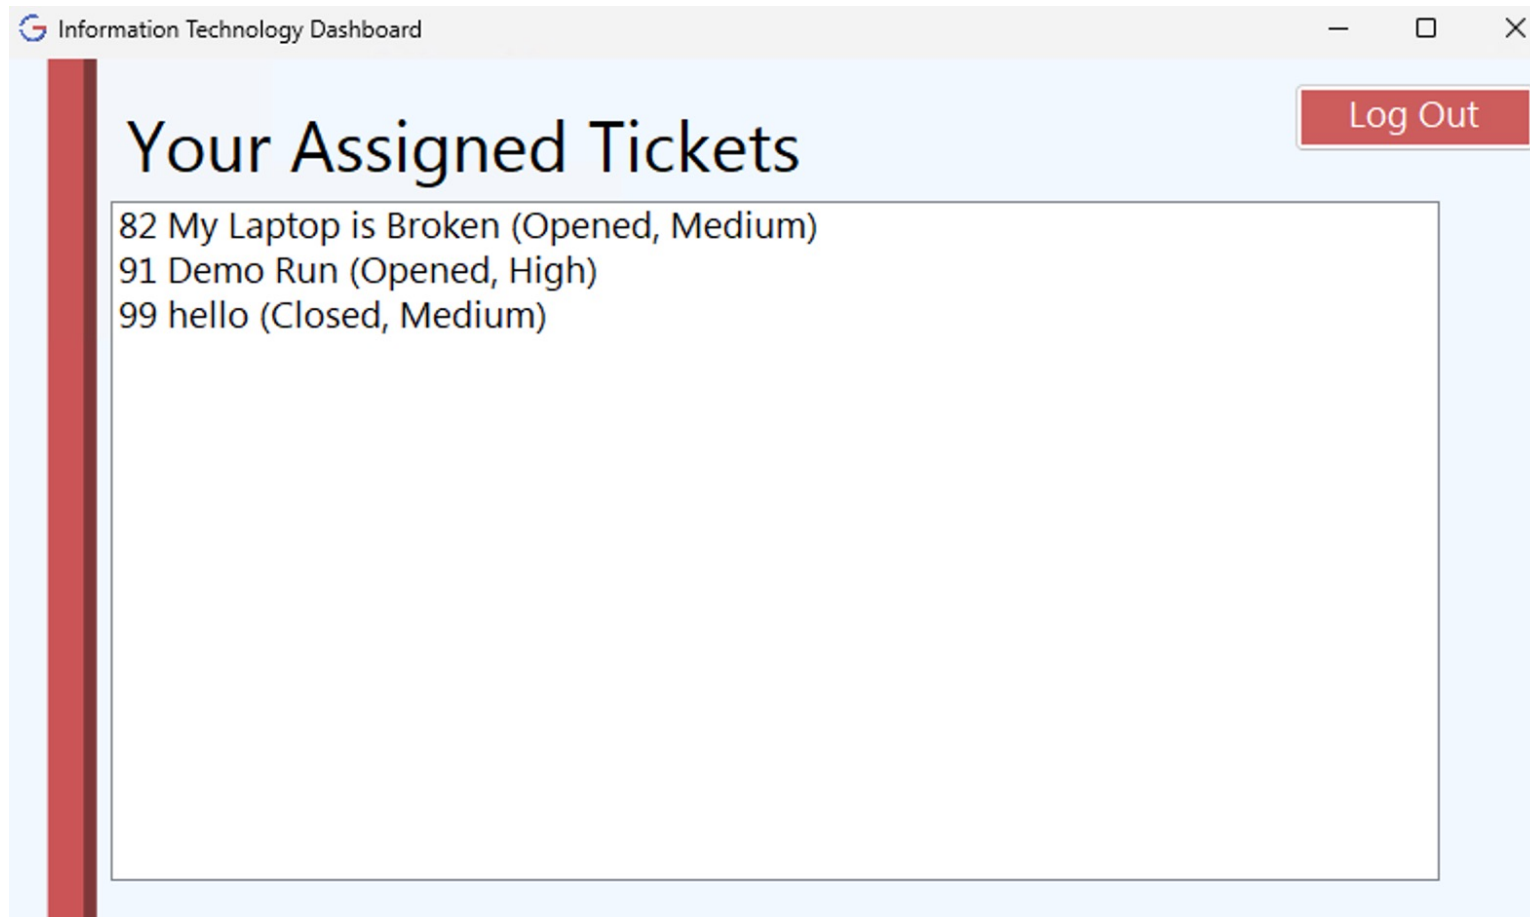 Information Technology Dashboard
Log Out
Your Assigned Tickets
82 My Laptop is Broken (Opened, Medium)
91 Demo Run (Opened, High)
99 hello (Closed, Medium)